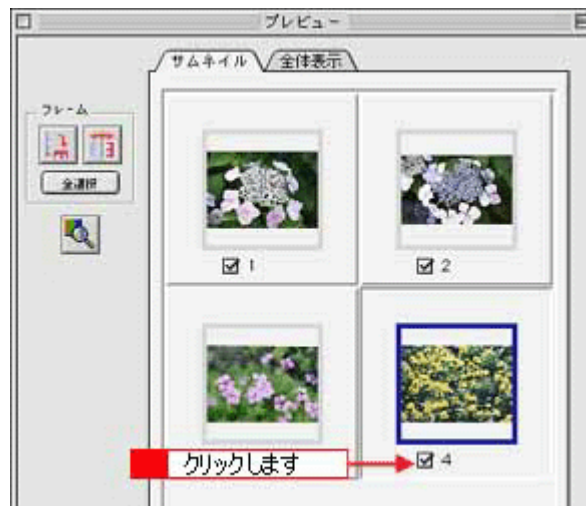 プレビュー
サムネイル
全体表示
フレーム
全選択
1
2
クリックします
4